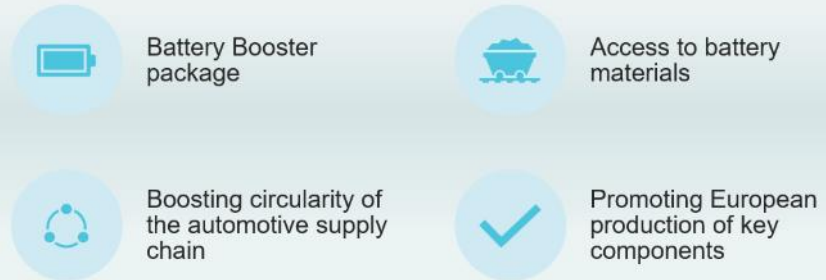 Battery Booster
package
Access to battery
materials
Boosting circularity of
the automotive supply
chain
Promoting European
production of key
components